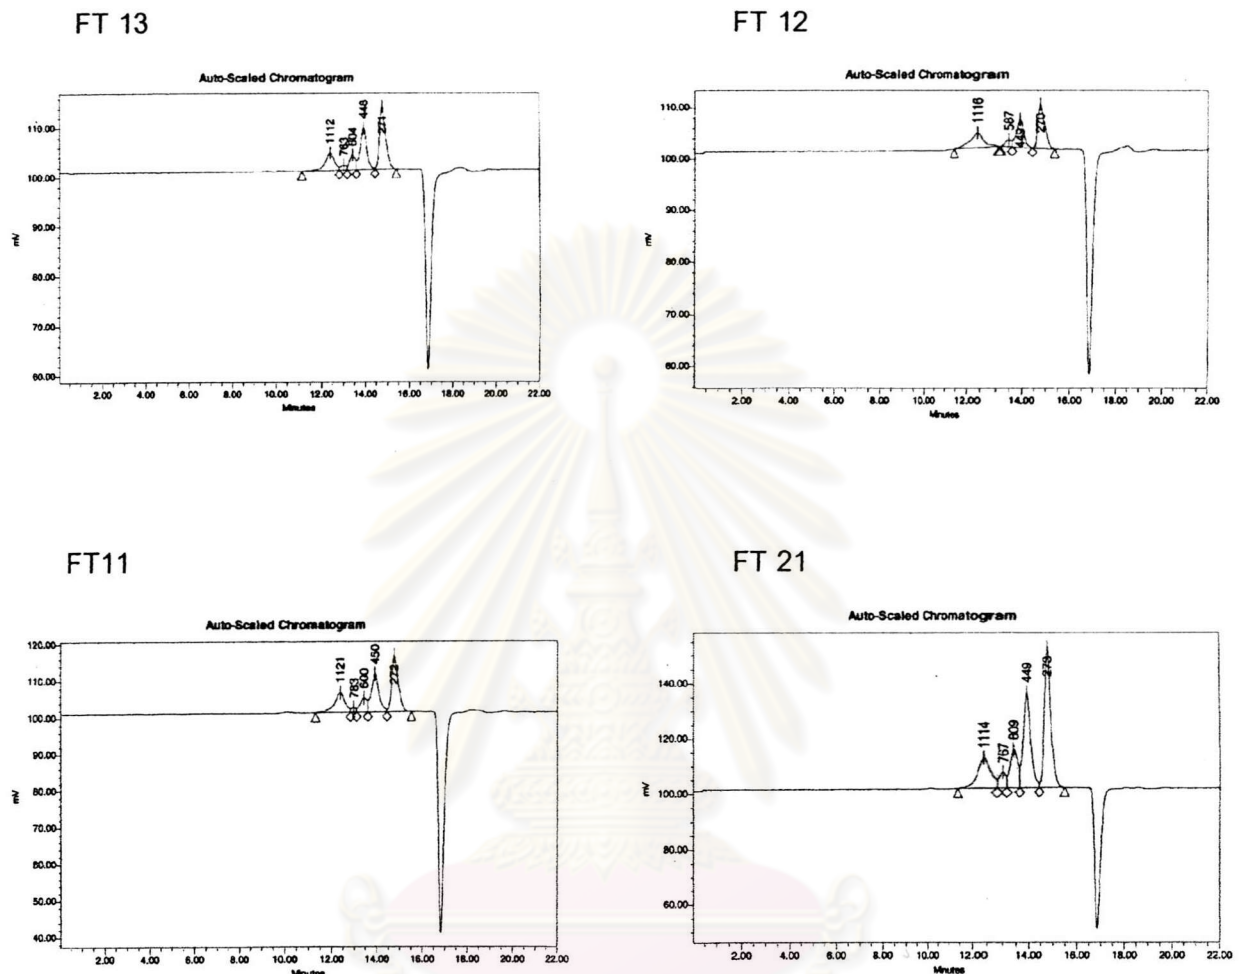 FT 13
Auto-Scaled Chromatogram
1112
763
604
448
271
110.00
100.00
90.00
80.00
70.00
60.00
mV
2.00 4.00 6.00 8.00 10.00 12.00 14.00 16.00 18.00 20.00 22.00
Minutes
FT 12
Auto-Scaled Chromatogram
1116
587
449
270
110.00
100.00
90.00
80.00
70.00
60.00
mV
2.00 4.00 6.00 8.00 10.00 12.00 14.00 16.00 18.00 20.00 22.00
Minutes
FT11
Auto-Scaled Chromatogram
1121
783
600
450
272
120.00
110.00
100.00
90.00
80.00
70.00
60.00
50.00
40.00
mV
2.00 4.00 6.00 8.00 10.00 12.00 14.00 16.00 18.00 20.00 22.00
Minutes
FT 21
Auto-Scaled Chromatogram
1114
767
609
449
273
140.00
120.00
100.00
80.00
60.00
mV
2.00 4.00 6.00 8.00 10.00 12.00 14.00 16.00 18.00 20.00 22.00
Minutes